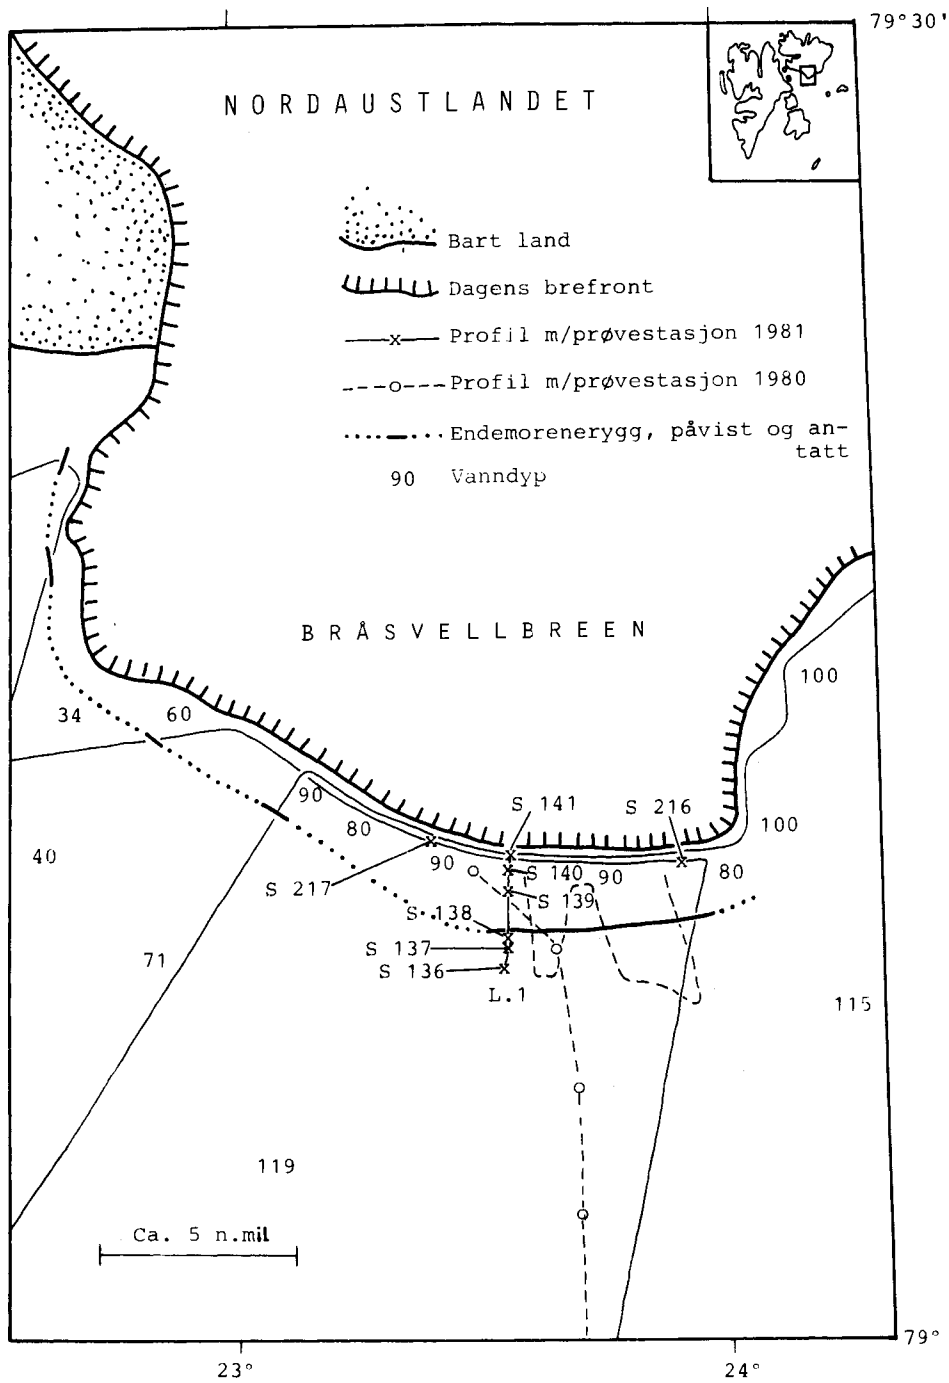 79°30'
NORDAUSTLANDET
Bart land
Dagens brefront
Profil m/prøvestasjon 1981
Profil m/prøvestasjon 1980
Endemorenerygg, påvist og an-
tatt
90 Vanndyp
BRÅSVELLBREEN
100
34
60
90
S 141
S 216
80
100
40
90
S 140
90
80
S 217
S 139
S 138
S 137
71
S 136
L.1
115
119
Ca. 5 n.mil
79°
23°
24°